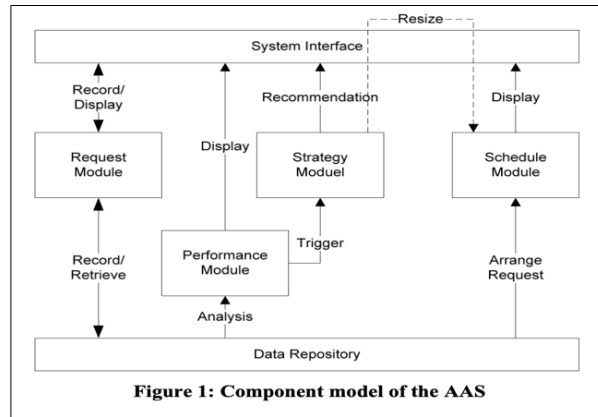 Resize
System Interface
Record/
Display
Display
Recommendation
Display
Request
Module
Strategy
Moduel
Schedule
Module
Record/
Retrieve
Performance
Module
Trigger
Arrange
Request
Analysis
Data Repository
Figure 1: Component model of the AAS